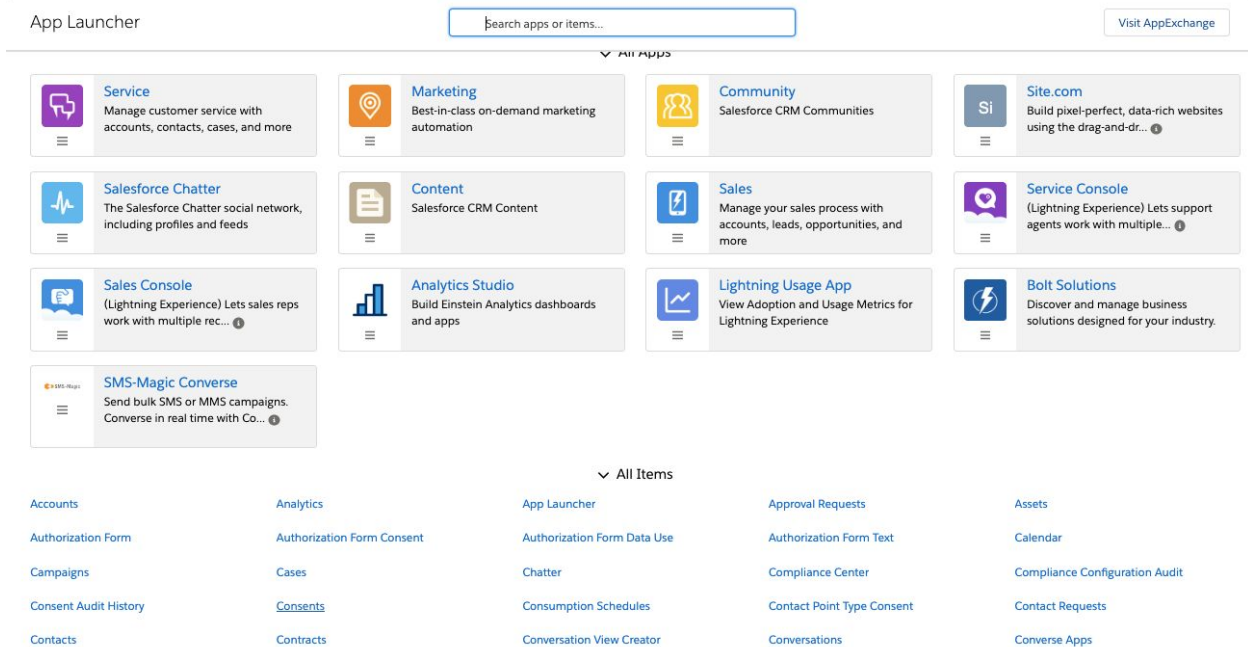 App Launcher
Search apps or items...
Visit AppExchange
All Apps
Service
Manage customer service with
accounts, contacts, cases, and more
Marketing
Best-in-class on-demand marketing
automation
Community
Salesforce CRM Communities
Si
Site.com
Build pixel-perfect, data-rich websites
using the drag-and-dr...
Salesforce Chatter
The Salesforce Chatter social network,
including profiles and feeds
Content
Salesforce CRM Content
Sales
Manage your sales process with
accounts, leads, opportunities, and
more
Service Console
(Lightning Experience) Lets support
agents work with multiple...
Sales Console
(Lightning Experience) Lets sales reps
work with multiple rec...
Analytics Studio
Build Einstein Analytics dashboards
and apps
Lightning Usage App
View Adoption and Usage Metrics for
Lightning Experience
Bolt Solutions
Discover and manage business
solutions designed for your industry.
SMS-Magic
SMS-Magic Converse
Send bulk SMS or MMS campaigns.
Converse in real time with Co...
All Items
Accounts Analytics App Launcher Approval Requests Assets
Authorization Form Authorization Form Consent Authorization Form Data Use Authorization Form Text Calendar
Campaigns Cases Chatter Compliance Center Compliance Configuration Audit
Consent Audit History Consents Consumption Schedules Contact Point Type Consent Contact Requests
Contacts Contracts Conversation View Creator Conversations Converse Apps